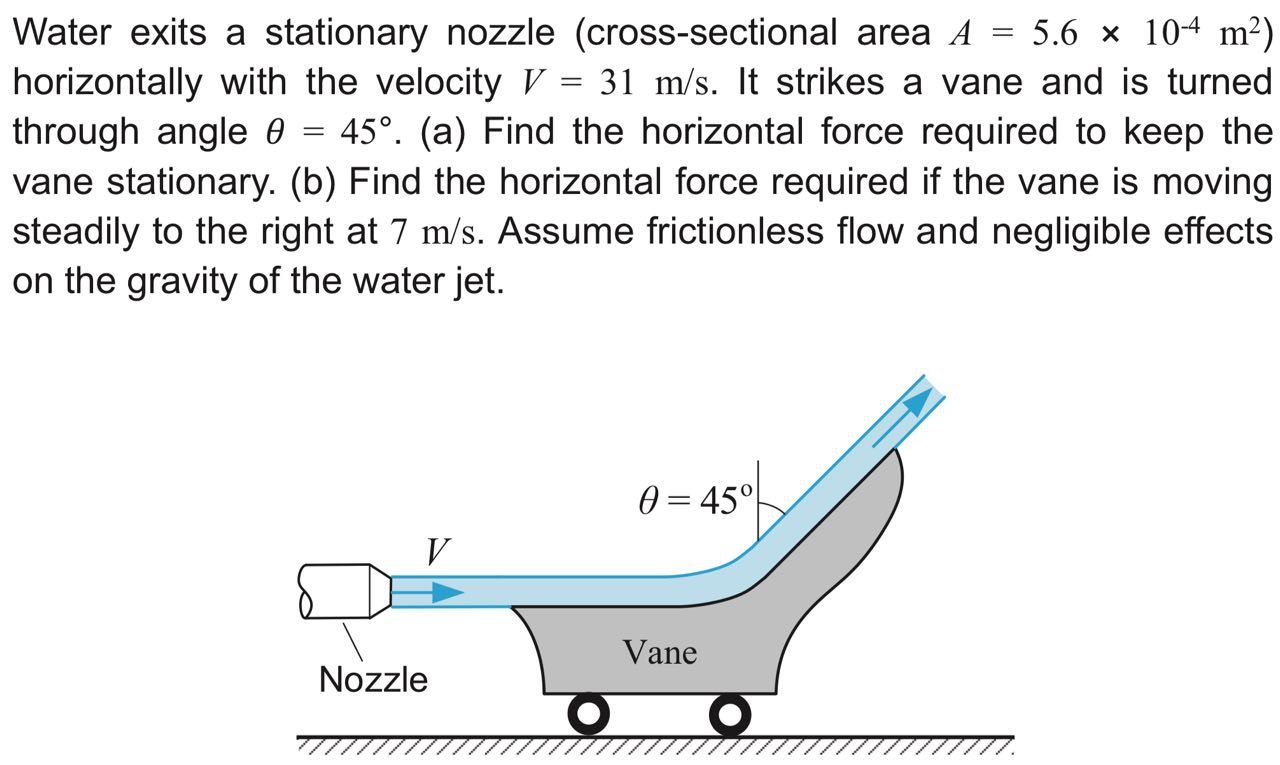 Water exits a stationary nozzle (cross-sectional area A = 5.6 × 10⁻⁴ m²)
horizontally with the velocity V = 31 m/s. It strikes a vane and is turned
through angle θ = 45°. (a) Find the horizontal force required to keep the
vane stationary. (b) Find the horizontal force required if the vane is moving
steadily to the right at 7 m/s. Assume frictionless flow and negligible effects
on the gravity of the water jet.
θ = 45°
V
Vane
Nozzle